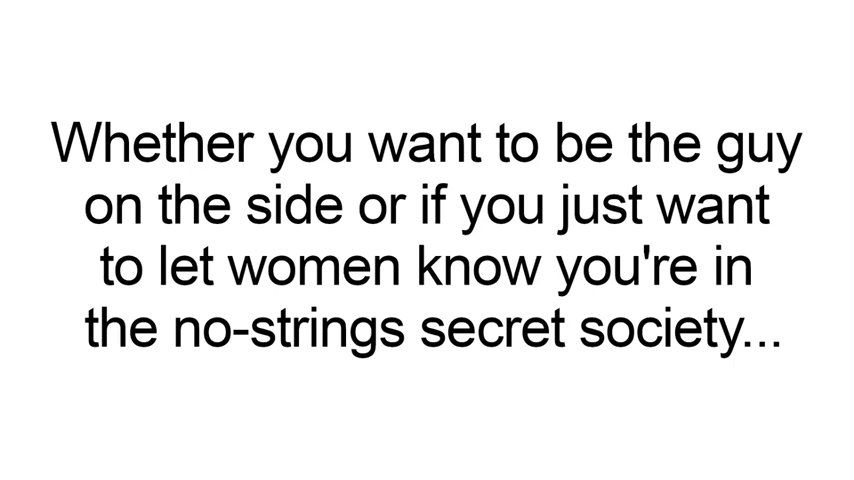 Whether you want to be the guy
on the side or if you just want
to let women know you're in
the no-strings secret society...